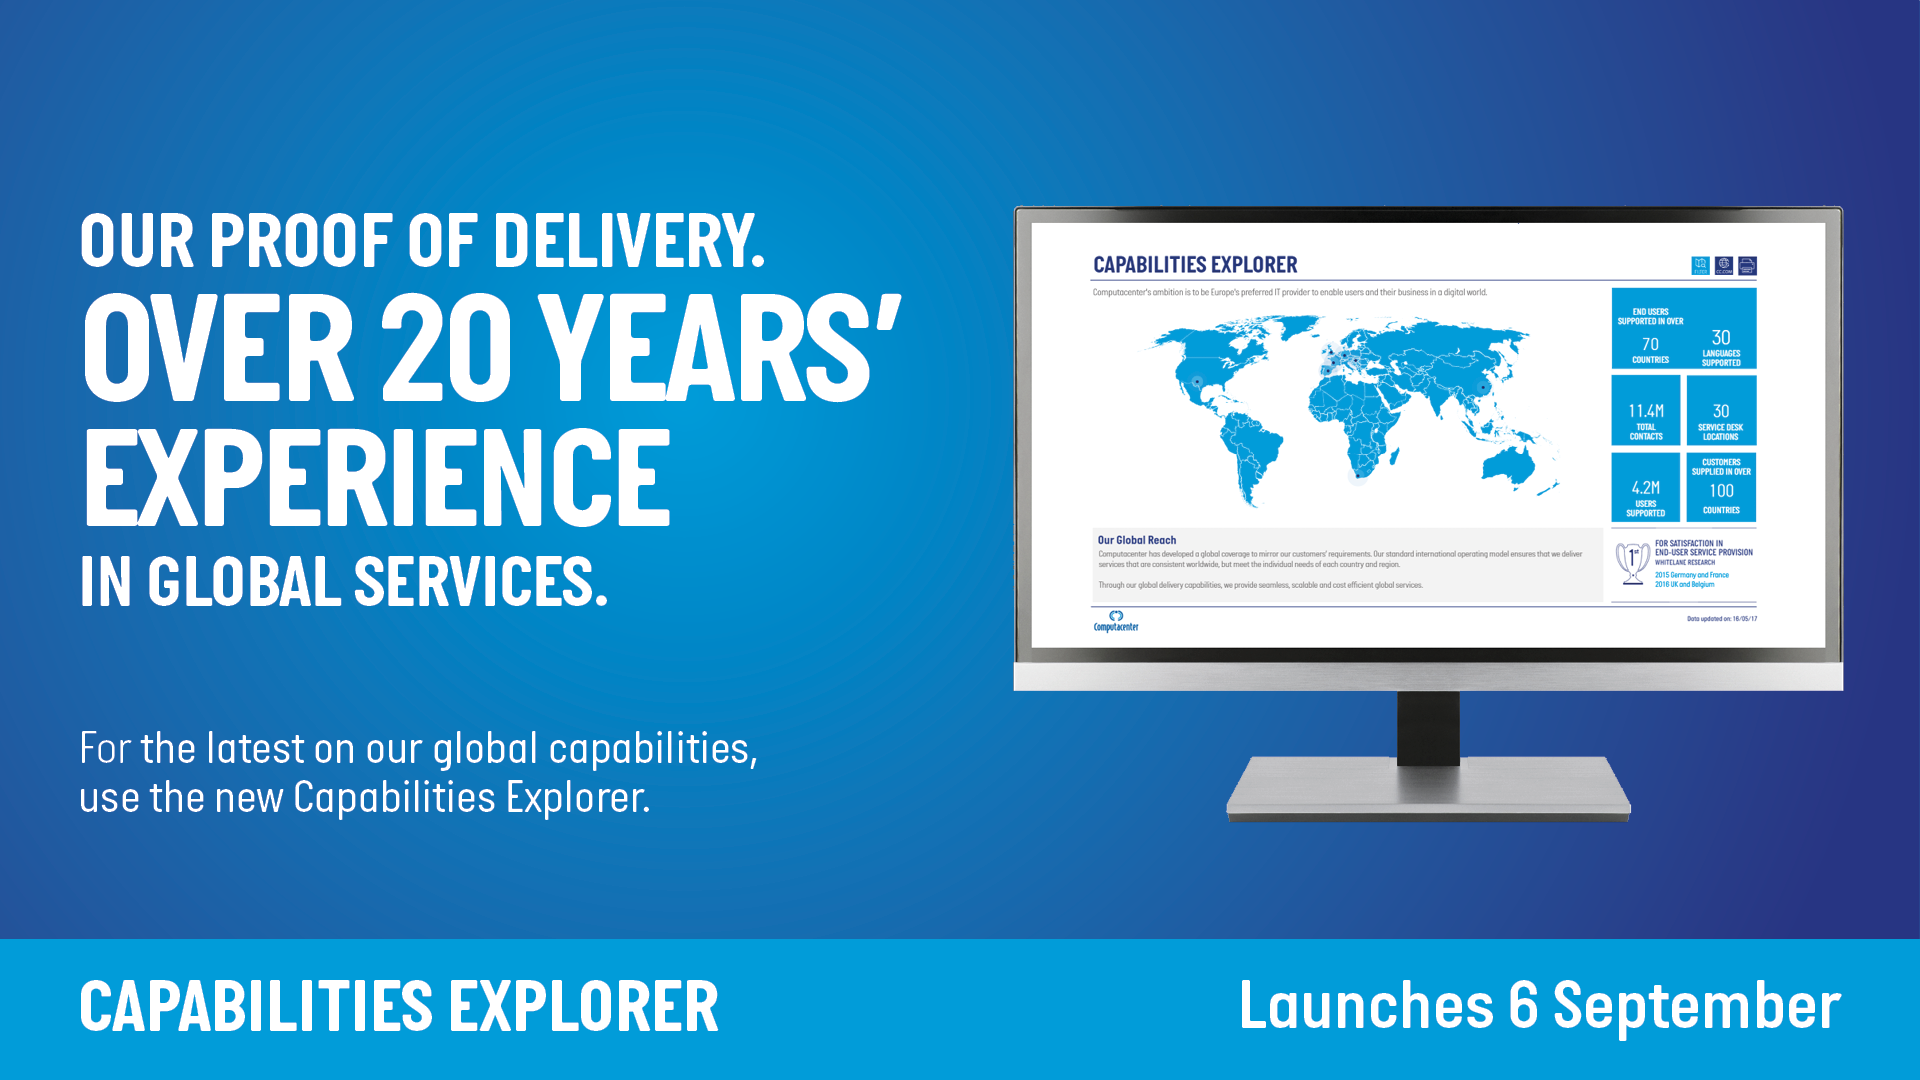 OUR PROOF OF DELIVERY.
OVER 20 YEARS'
EXPERIENCE
IN GLOBAL SERVICES.
For the latest on our global capabilities,
use the new Capabilities Explorer.
CAPABILITIES EXPLORER
CC.COM
Computacenter's ambition is to be Europe's preferred IT provider to enable users and their business in a digital world.
END USERS
SUPPORTED IN OVER
70
COUNTRIES
30
LANGUAGES
SUPPORTED
11.4M
TOTAL
CONTACTS
30
SERVICE DESK
LOCATIONS
4.2M
USERS
SUPPORTED
CUSTOMERS
SUPPLIED IN OVER
100
COUNTRIES
Our Global Reach
Computacenter has developed a global coverage to mirror our customers' requirements. Our standard international operating model ensures that we deliver
services that are consistent worldwide, but meet the individual needs of each country and region.
Through our global delivery capabilities, we provide seamless, scalable and cost efficient global services.
1st
FOR SATISFACTION IN
END-USER SERVICE PROVISION
WHITELANE RESEARCH
2015 Germany and France
2016 UK and Belgium
Computacenter
Data updated on: 16/05/17
CAPABILITIES EXPLORER
Launches 6 September